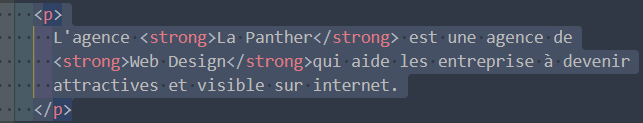 <p>
L'agence <strong>La Panther</strong> est une agence de
<strong>Web Design</strong>qui aide les entreprise à devenir
attractives et visible sur internet.
</p>